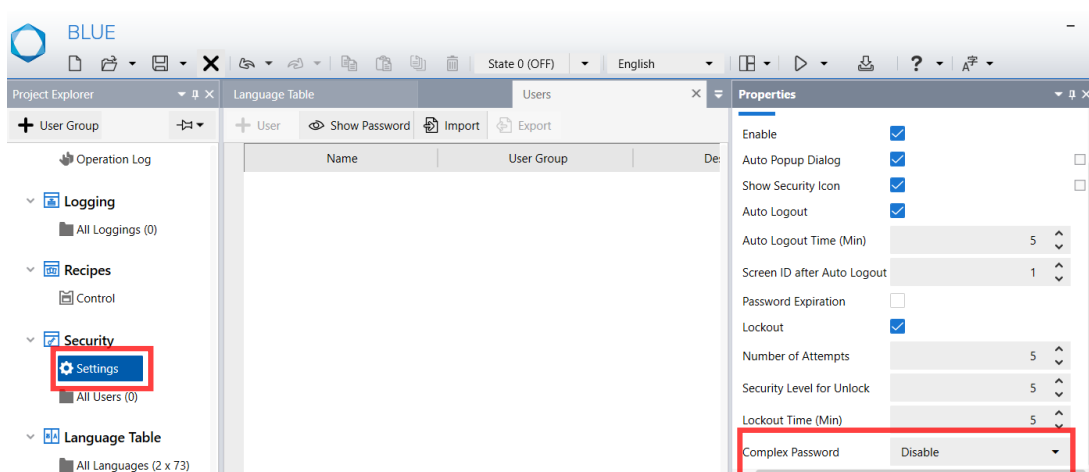 BLUE
State 0 (OFF) English ? A字
Project Explorer
Language Table Users
Properties
User Group
User Show Password Import Export
Operation Log
Logging
All Loggings (0)
Recipes
Control
Security
Settings
All Users (0)
Language Table
All Languages (2 x 73)
Name User Group Des
Enable
Auto Popup Dialog
Show Security Icon
Auto Logout
Auto Logout Time (Min) 5
Screen ID after Auto Logout 1
Password Expiration
Lockout
Number of Attempts 5
Security Level for Unlock 5
Lockout Time (Min) 5
Complex Password Disable